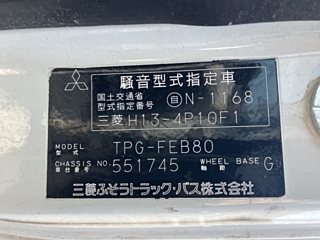 騒音型式指定車
国土交通省
型式指定番号 自N-1168
三菱 H13-4P10F1
MODEL
型式 TPG-FEB80
CHASSIS NO.
車台番号 551745 WHEEL BASE
軸距 G
三菱ふそうトラック・バス株式会社